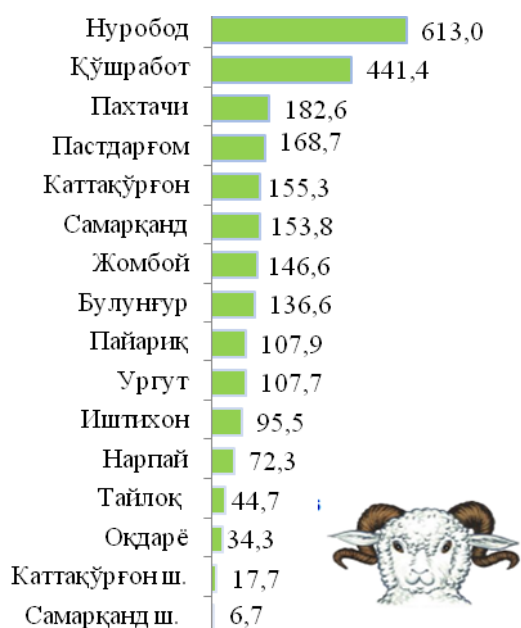 Нуробод 613,0
Қўшработ 441,4
Пахтачи 182,6
Пастдарғом 168,7
Каттақўрғон 155,3
Самарқанд 153,8
Жомбой 146,6
Булунғур 136,6
Пайариқ 107,9
Ургут 107,7
Иштихон 95,5
Нарпай 72,3
Тайлоқ 44,7
Оқдарё 34,3
Каттақўрғон ш. 17,7
Самарқанд ш. 6,7